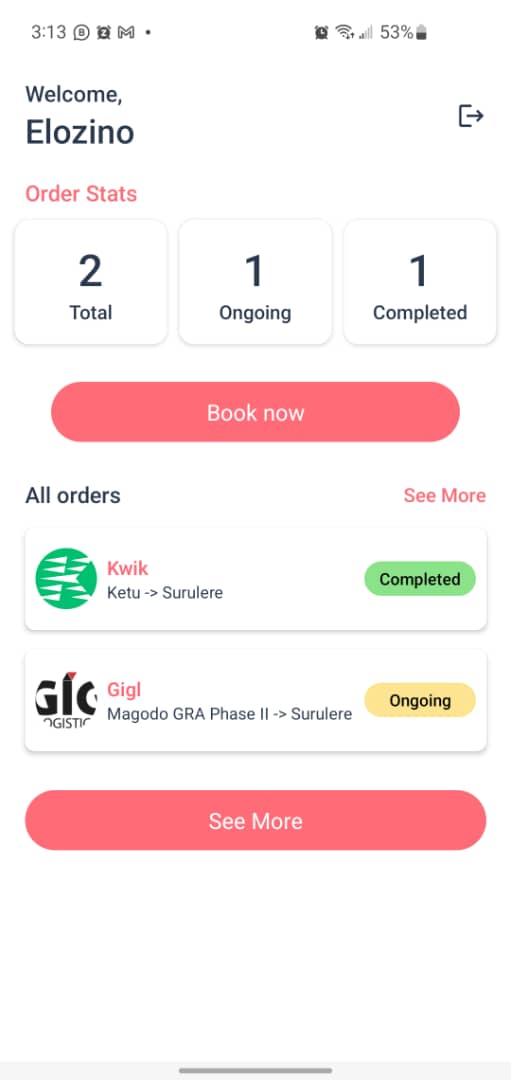 3:13
53%
Welcome,
Elozino
Order Stats
2
Total
1
Ongoing
1
Completed
Book now
All orders
See More
Kwik
Ketu -> Surulere
Completed
GIG
OGISTIC
Gigl
Magodo GRA Phase II -> Surulere
Ongoing
See More